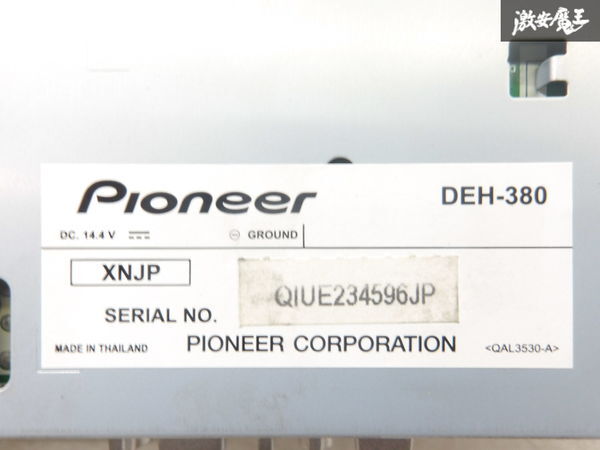 激安魔王
Pioneer DEH-380
DC. 14.4 V GROUND
XNJP
SERIAL NO. QIUE234596JP
MADE IN THAILAND PIONEER CORPORATION <QAL3530-A>